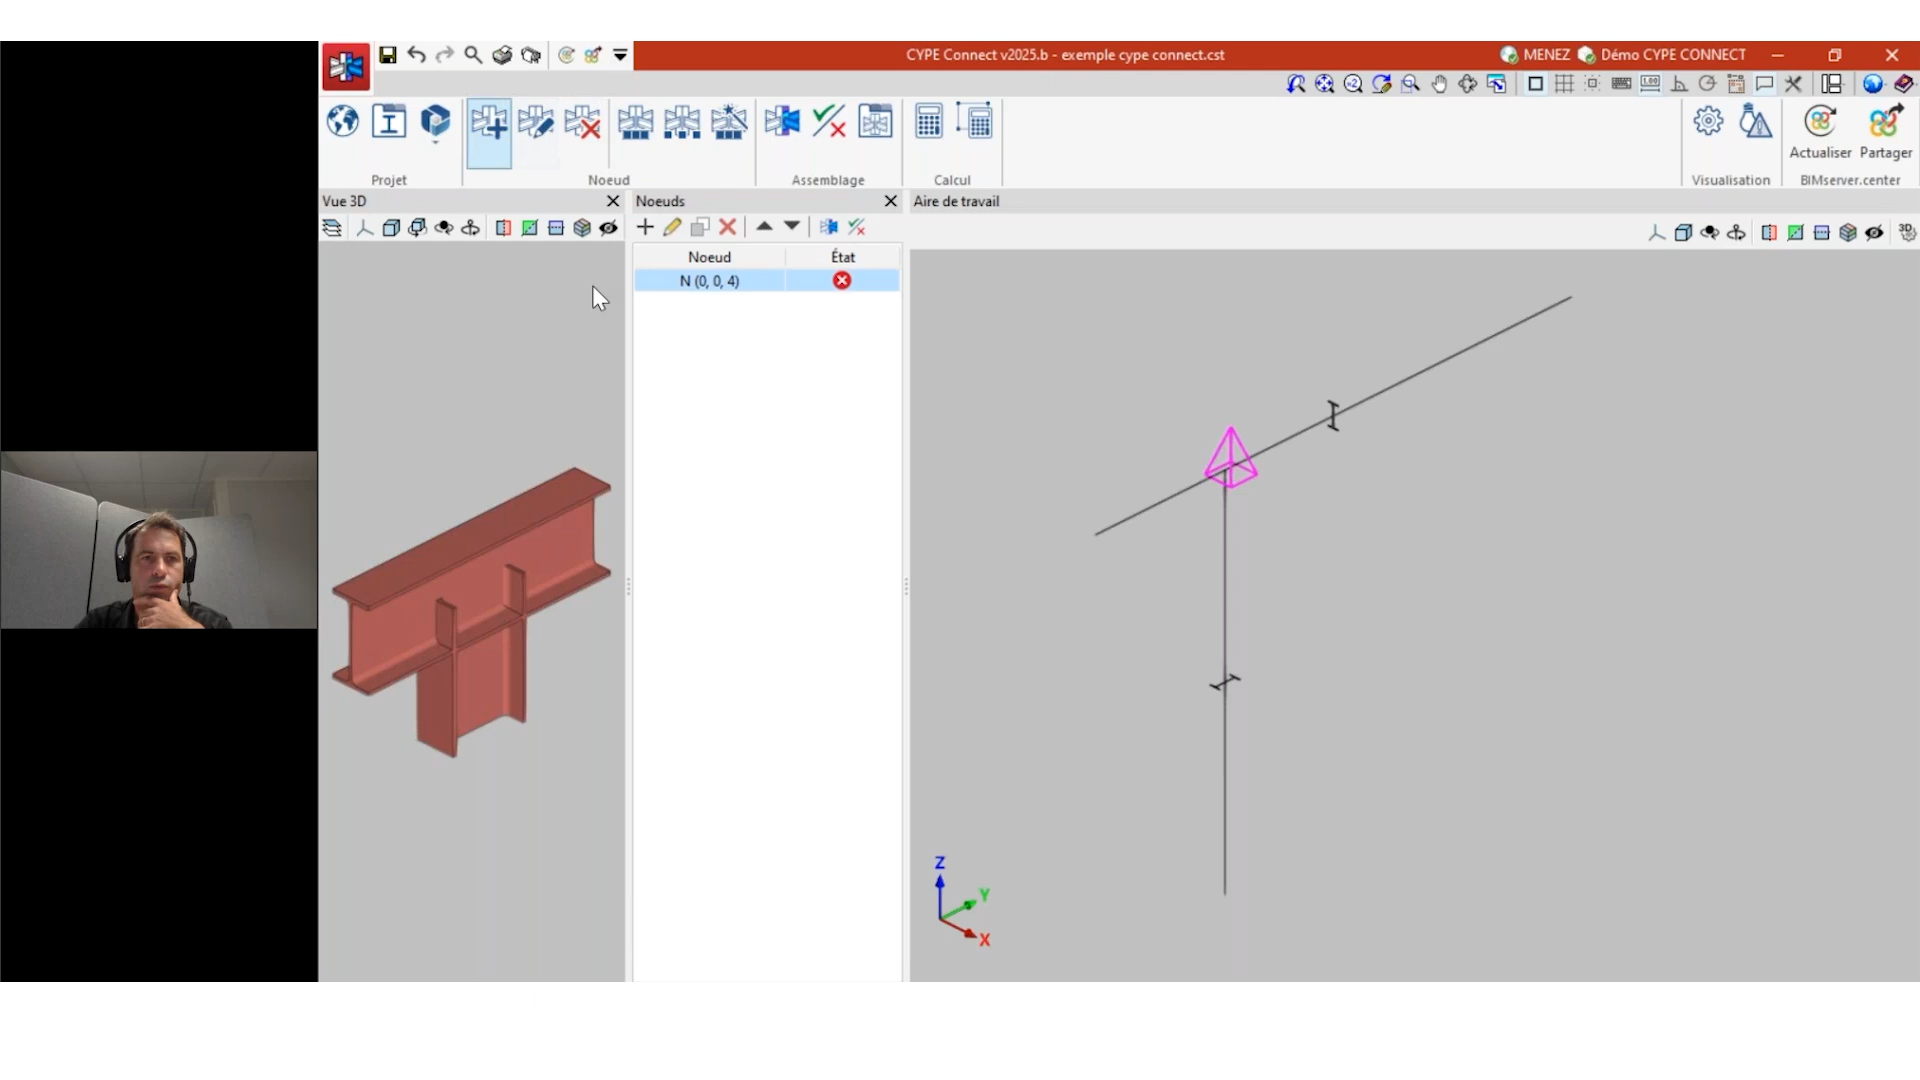 CYPE Connect v2025.b - exemple cype connect.cst
MENEZ
Démo CYPE CONNECT
Actualiser
Partager
Projet
Noeud
Assemblage
Calcul
Visualisation
BIMserver.center
Vue 3D
Noeuds
Aire de travail
3D
Noeud
État
N (0, 0, 4)
Z
Y
X